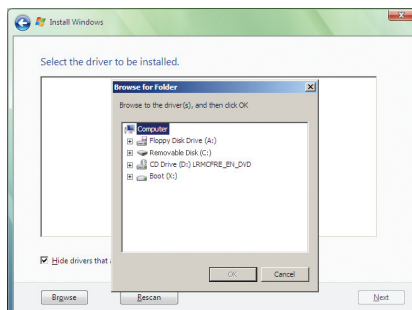 Install Windows
Select the driver to be installed.
Browse for Folder
Browse to the driver(s), and then click OK
Computer
Floppy Disk Drive (A:)
Removable Disk (C:)
CD Drive (D:) LRMCFRE_EN_DVD
Boot (X:)
Hide drivers that
OK
Cancel
Browse
Rescan
Next